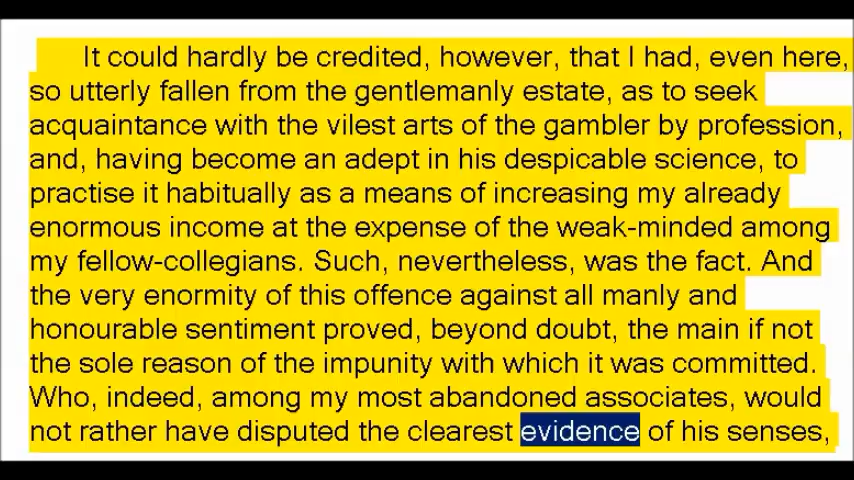 It could hardly be credited, however, that I had, even here,
so utterly fallen from the gentlemanly estate, as to seek
acquaintance with the vilest arts of the gambler by profession,
and, having become an adept in his despicable science, to
practise it habitually as a means of increasing my already
enormous income at the expense of the weak-minded among
my fellow-collegians. Such, nevertheless, was the fact. And
the very enormity of this offence against all manly and
honourable sentiment proved, beyond doubt, the main if not
the sole reason of the impunity with which it was committed.
Who, indeed, among my most abandoned associates, would
not rather have disputed the clearest evidence of his senses,